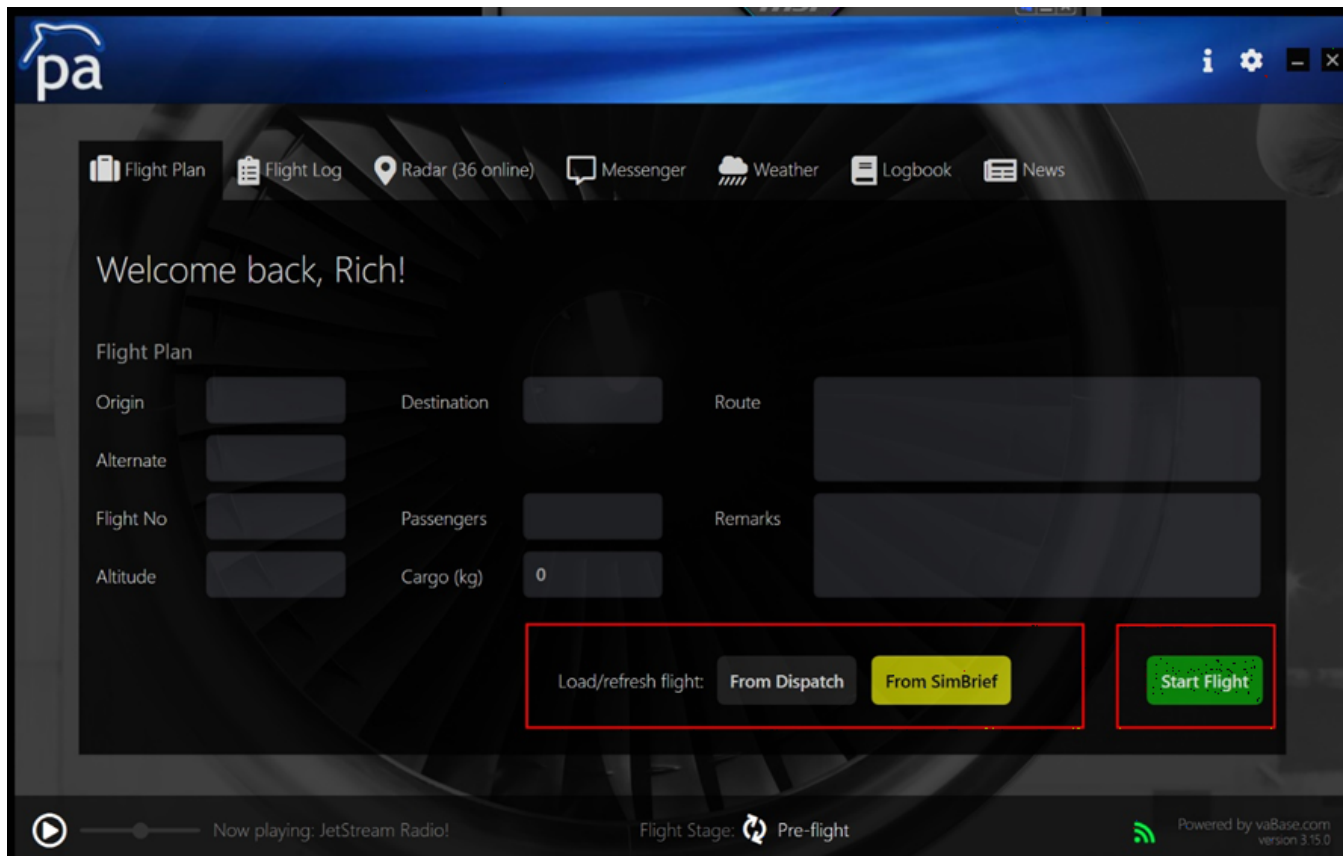 pa
Flight Plan
Flight Log
Radar (36 online)
Messenger
Weather
Logbook
News
Welcome back, Rich!
Flight Plan
Origin
Destination
Route
Alternate
Flight No
Passengers
Remarks
Altitude
Cargo (kg)
0
Load/refresh flight:
From Dispatch
From SimBrief
Start Flight
Now playing: JetStream Radio!
Flight Stage:
Pre-flight
Powered by vaBase.com
version 3.15.0